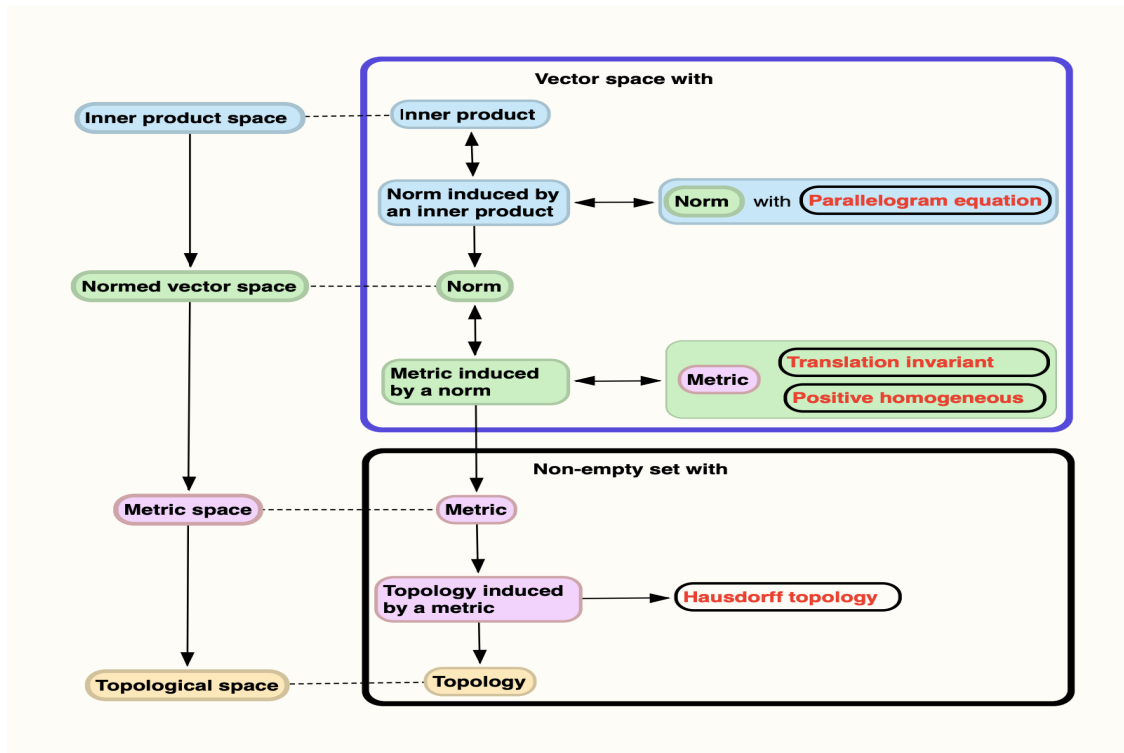 Vector space with
Inner product space
Inner product
Norm induced by
an inner product
Norm with Parallelogram equation
Normed vector space
Norm
Metric induced
by a norm
Metric
Translation invariant
Positive homogeneous
Non-empty set with
Metric space
Metric
Topology induced
by a metric
Hausdorff topology
Topological space
Topology